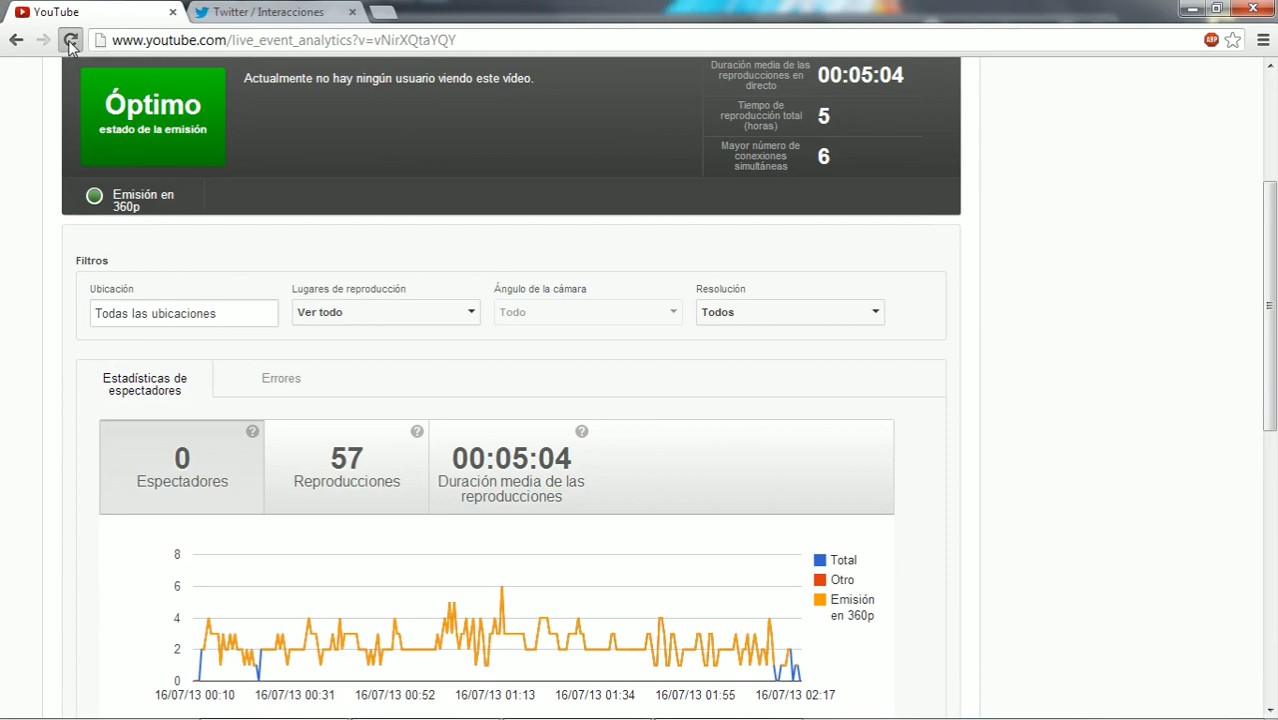 YouTube
Twitter / Interacciones
www.youtube.com/live_event_analytics?v=vNirXQtaYQY
ABP
Óptimo
estado de la emisión
Actualmente no hay ningún usuario viendo este vídeo.
Duración media de las
reproducciones en
directo
00:05:04
Tiempo de
reproducción total
(horas)
5
Mayor número de
conexiones
simultáneas
6
Emisión en
360p
Filtros
Ubicación
Lugares de reproducción
Ángulo de la cámara
Resolución
Todas las ubicaciones
Ver todo
Todo
Todos
Estadísticas de
espectadores
Errores
0
Espectadores
?
57
Reproducciones
?
00:05:04
Duración media de las
reproducciones
?
8
6
4
2
0
16/07/13 00:10
16/07/13 00:31
16/07/13 00:52
16/07/13 01:13
16/07/13 01:34
16/07/13 01:55
16/07/13 02:17
Total
Otro
Emisión
en 360p